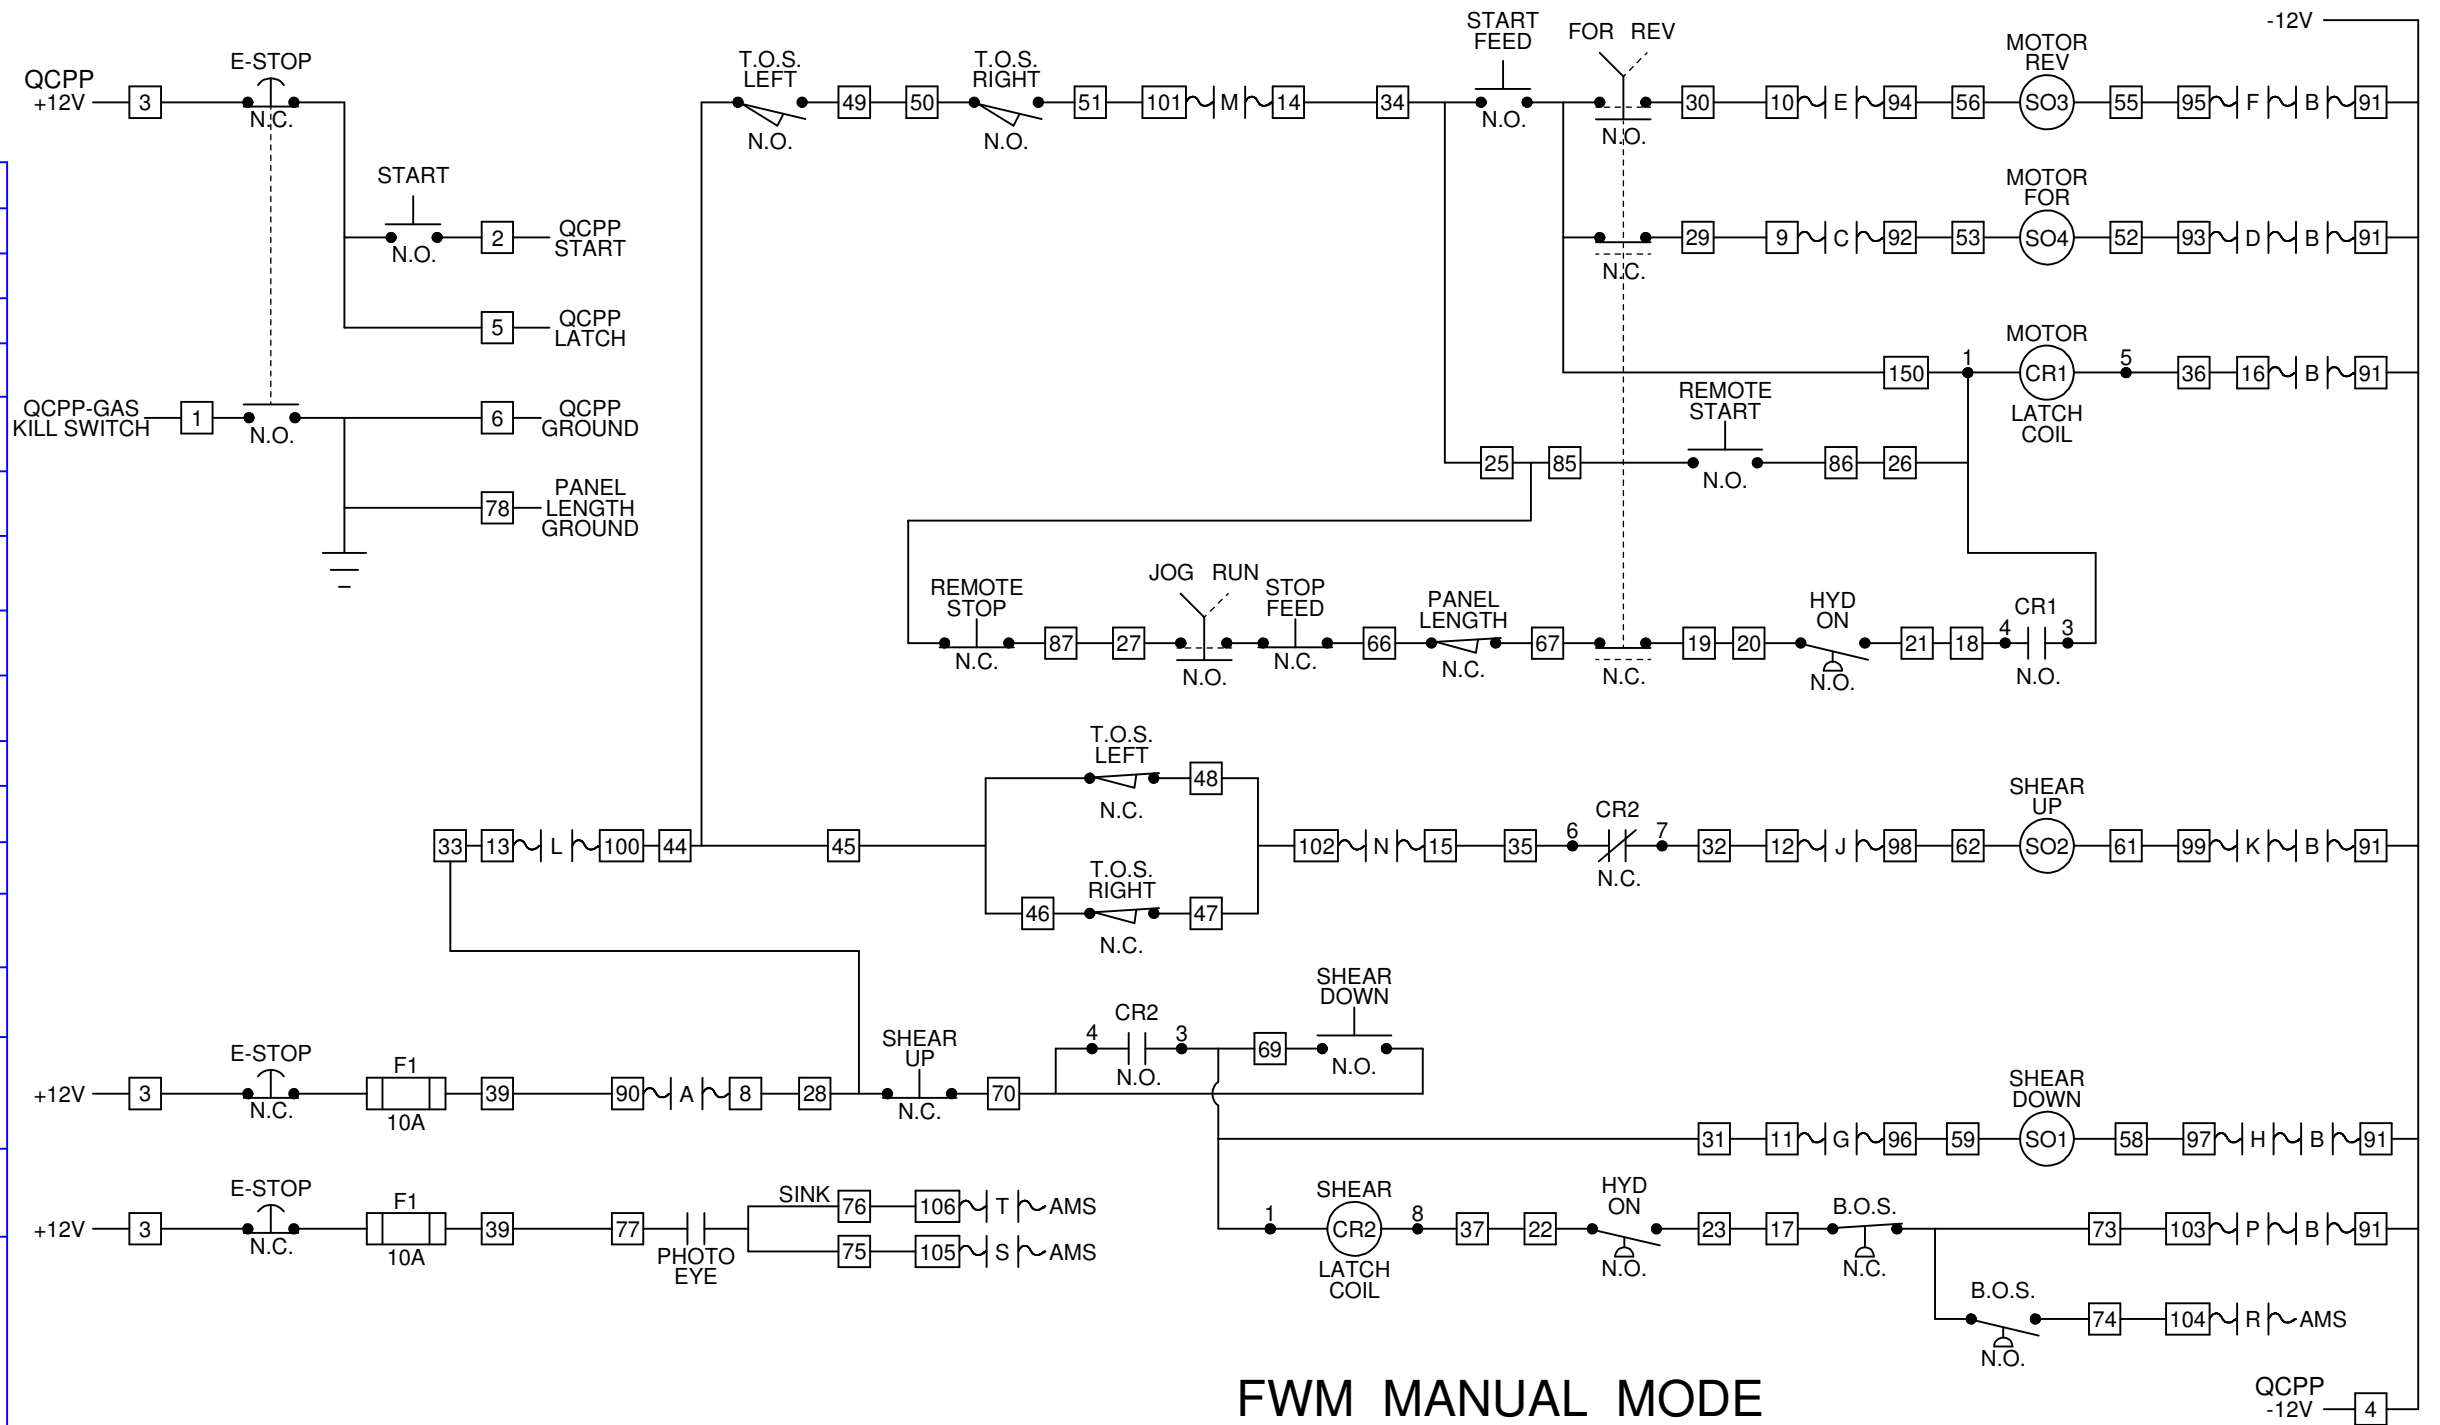 QCPP
+12V
3
E-STOP
N.C.
START
N.O.
2
QCPP
START
5
QCPP
LATCH
QCPP-GAS
KILL SWITCH
1
N.O.
6
QCPP
GROUND
78
PANEL
LENGTH
GROUND
T.O.S.
LEFT
N.O.
49
50
T.O.S.
RIGHT
N.O.
51
101
M
14
34
START
FEED
N.O.
FOR REV
N.O.
30
10
E
94
56
MOTOR
REV
SO3
55
95
F
B
91
-12V
N.C.
29
9
C
92
53
MOTOR
FOR
SO4
52
93
D
B
91
150
1
MOTOR
CR1
LATCH
COIL
5
36
16
B
91
25
85
REMOTE
START
N.O.
86
26
REMOTE
STOP
N.C.
87
27
JOG RUN
N.O.
STOP
FEED
N.C.
66
PANEL
LENGTH
N.C.
67
N.C.
19
20
HYD
ON
N.O.
21
18
4
CR1
3
N.O.
33
13
L
100
44
45
T.O.S.
LEFT
N.C.
48
46
T.O.S.
RIGHT
N.C.
47
102
N
15
35
6
CR2
7
N.C.
32
12
J
98
62
SHEAR
UP
SO2
61
99
K
B
91
+12V
3
E-STOP
N.C.
F1
10A
39
90
A
8
28
SHEAR
UP
N.C.
70
4
CR2
3
N.O.
69
SHEAR
DOWN
N.O.
31
11
G
96
59
SHEAR
DOWN
SO1
58
97
H
B
91
+12V
3
E-STOP
N.C.
F1
10A
39
77
PHOTO
EYE
SINK
76
106
T
AMS
75
105
S
AMS
1
SHEAR
CR2
LATCH
COIL
8
37
22
HYD
ON
N.O.
23
17
B.O.S.
N.C.
73
103
P
B
91
B.O.S.
N.O.
74
104
R
AMS
FWM MANUAL MODE
QCPP
-12V
4